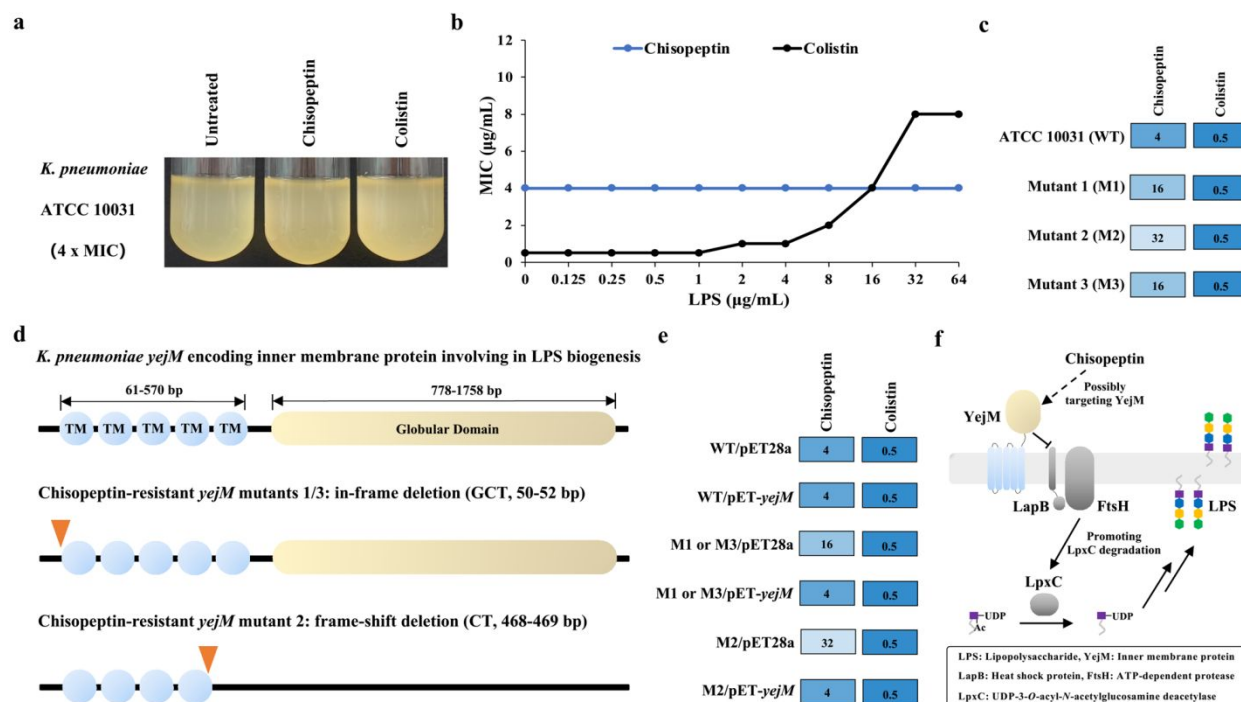 a
Untreated
Chisopeptin
Colistin
K. pneumoniae
ATCC 10031
(4 x MIC)
b
Chisopeptin
Colistin
MIC (μg/mL)
12
10
8
6
4
2
0
0 0.125 0.25 0.5 1 2 4 8 16 32 64
LPS (μg/mL)
c
Chisopeptin
Colistin
ATCC 10031 (WT) 4 0.5
Mutant 1 (M1) 16 0.5
Mutant 2 (M2) 32 0.5
Mutant 3 (M3) 16 0.5
d
K. pneumoniae yejM encoding inner membrane protein involving in LPS biogenesis
61-570 bp
778-1758 bp
TM TM TM TM TM
Globular Domain
Chisopeptin-resistant yejM mutants 1/3: in-frame deletion (GCT, 50-52 bp)
Chisopeptin-resistant yejM mutant 2: frame-shift deletion (CT, 468-469 bp)
e
Chisopeptin
Colistin
WT/pET28a 4 0.5
WT/pET-yejM 4 0.5
M1 or M3/pET28a 16 0.5
M1 or M3/pET-yejM 4 0.5
M2/pET28a 32 0.5
M2/pET-yejM 4 0.5
f
Chisopeptin
Possibly
targeting YejM
YejM
LapB
FtsH
LPS
Promoting
LpxC degradation
LpxC
UDP
Ac
UDP
LPS: Lipopolysaccharide, YejM: Inner membrane protein
LapB: Heat shock protein, FtsH: ATP-dependent protease
LpxC: UDP-3-O-acyl-N-acetylglucosamine deacetylase